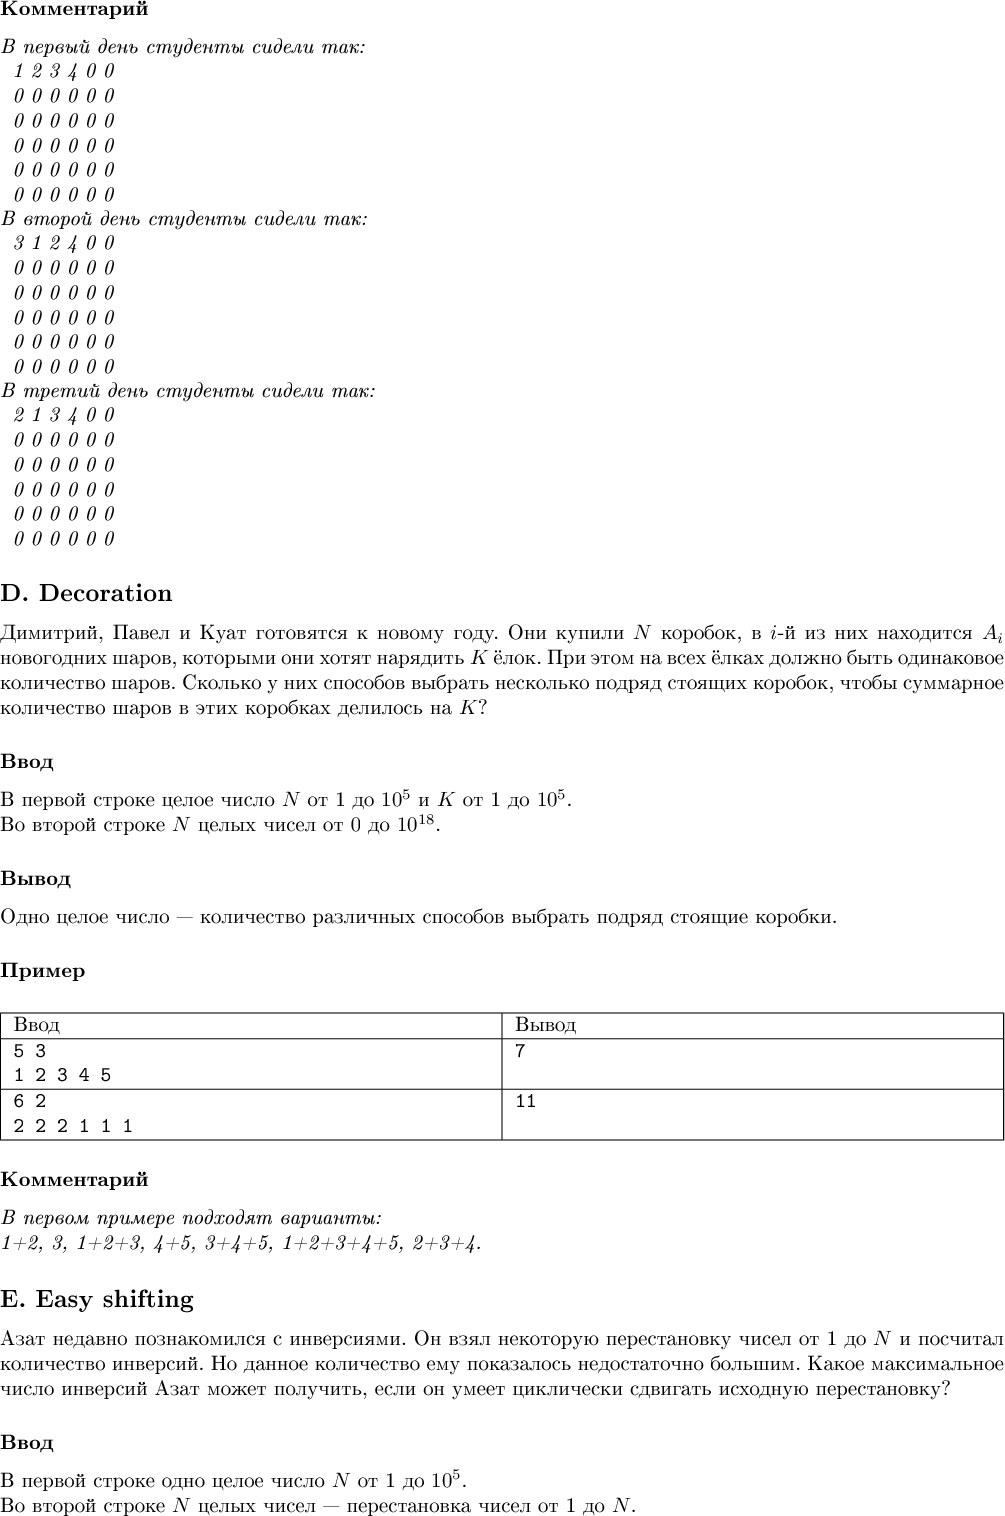 Комментарий
В первый день студенты сидели так:
1 2 3 4 0 0
0 0 0 0 0 0
0 0 0 0 0 0
0 0 0 0 0 0
0 0 0 0 0 0
0 0 0 0 0 0
В второй день студенты сидели так:
3 1 2 4 0 0
0 0 0 0 0 0
0 0 0 0 0 0
0 0 0 0 0 0
0 0 0 0 0 0
0 0 0 0 0 0
В третий день студенты сидели так:
2 1 3 4 0 0
0 0 0 0 0 0
0 0 0 0 0 0
0 0 0 0 0 0
0 0 0 0 0 0
0 0 0 0 0 0
D. Decoration
Димитрий, Павел и Куат готовятся к новому году. Они купили $N$ коробок, в $i$-й из них находится $A_i$
новогодних шаров, которыми они хотят нарядить $K$ ёлок. При этом на всех ёлках должно быть одинаковое
количество шаров. Сколько у них способов выбрать несколько подряд стоящих коробок, чтобы суммарное
количество шаров в этих коробках делилось на $K$?
Ввод
В первой строке целое число $N$ от 1 до $10^5$ и $K$ от 1 до $10^5$.
Во второй строке $N$ целых чисел от 0 до $10^{18}$.
Вывод
Одно целое число — количество различных способов выбрать подряд стоящие коробки.
Пример
Ввод Вывод
5 3 7
1 2 3 4 5
6 2 11
2 2 2 1 1 1
Комментарий
В первом примере подходят варианты:
1+2, 3, 1+2+3, 4+5, 3+4+5, 1+2+3+4+5, 2+3+4.
E. Easy shifting
Азат недавно познакомился с инверсиями. Он взял некоторую перестановку чисел от 1 до $N$ и посчитал
количество инверсий. Но данное количество ему показалось недостаточно большим. Какое максимальное
число инверсий Азат может получить, если он умеет циклически сдвигать исходную перестановку?
Ввод
В первой строке одно целое число $N$ от 1 до $10^5$.
Во второй строке $N$ целых чисел — перестановка чисел от 1 до $N$.